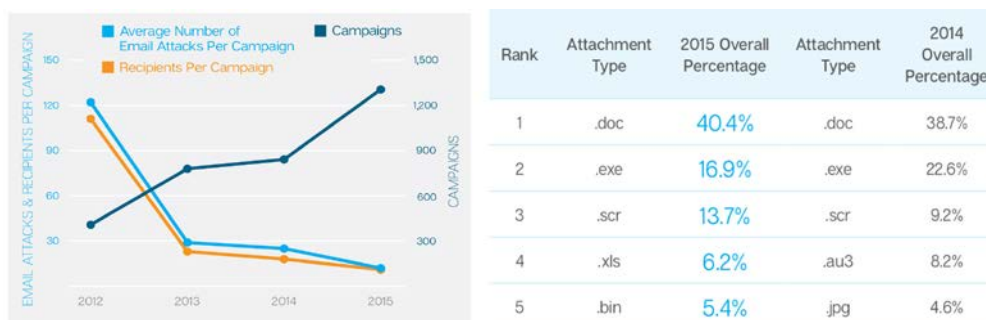 Average Number of
Email Attacks Per Campaign
Recipients Per Campaign
Campaigns
EMAIL ATTACKS & RECIPIENTS PER CAMPAIGN
150
120
90
60
30
1,500
1,200
900
600
300
CAMPAIGNS
2012 2013 2014 2015
Rank Attachment Type 2015 Overall Percentage Attachment Type 2014 Overall Percentage
1 .doc 40.4% .doc 38.7%
2 .exe 16.9% .exe 22.6%
3 .scr 13.7% .scr 9.2%
4 .xls 6.2% .au3 8.2%
5 .bin 5.4% .jpg 4.6%